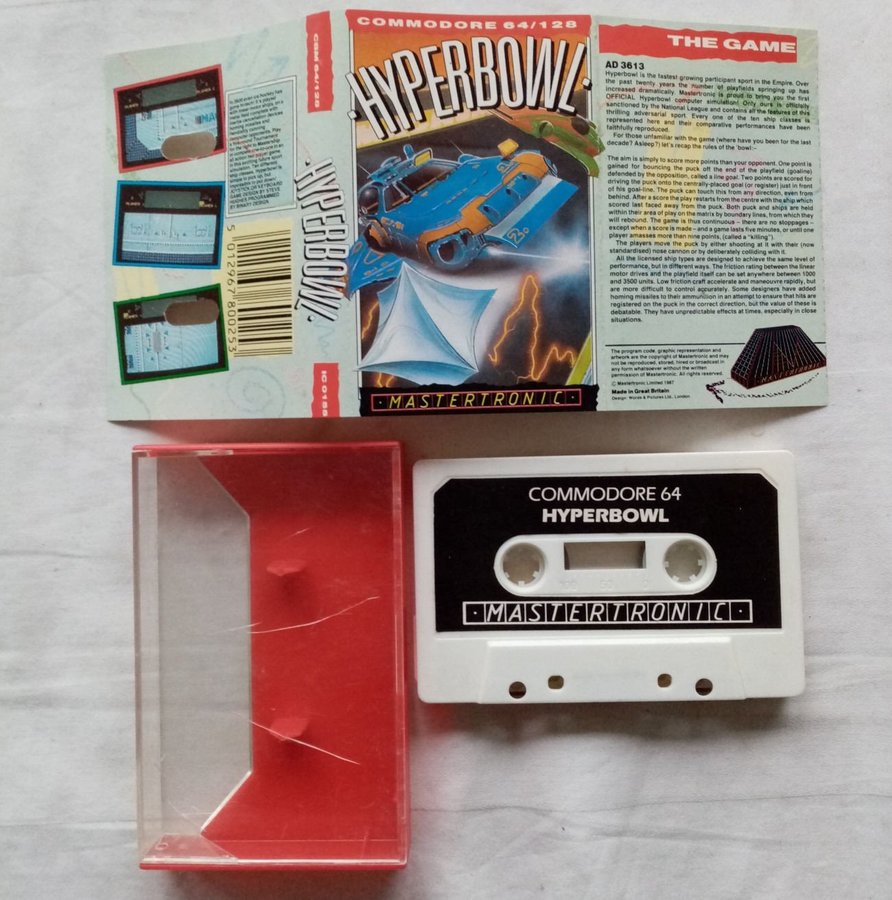 COMMODORE 64/128
HYPERBOWL
2.
MASTERTRONIC
CBM 64/128
HYPERBOWL
IC 0188
5 012967 800253
THE GAME
AD 3613
Hyperbowl is the fastest growing participant sport in the Empire. Over
the past twenty years the number of playfields springing up has
increased dramatically. Mastertronic is proud to bring you the first
OFFICIAL Hyperbowl computer simulation! Only ours is officially
sanctioned by the National League and contains all the features of this
thrilling adversarial sport. Every one of the ten ship classes is
represented here and their comparative performances have been
faithfully reproduced.
For those unfamiliar with the game (where have you been for the last
decade? Asleep?) let's recap the rules of the 'bowl:–
The aim is simply to score more points than your opponent. One point is
gained for bouncing the puck off the end of the playfield (goaline)
defended by the opposition, called a line goal. Two points are scored for
driving the puck onto the centrally-placed goal (or register) just in front
of his goal-line. The puck can touch this from any direction, even from
behind. After a score the play restarts from the centre with the ship which
scored last faced away from the puck. Both puck and ships are held
within their area of play on the matrix by boundary lines, from which they
will rebound. The game is thus continuous – there are no stoppages –
except when a score is made – and a game lasts five minutes, or until one
player amasses more than nine points, (called a "killing").
The players move the puck by either shooting at it with their (now
standardised) nose cannon or by deliberately colliding with it.
All the licensed ship types are designed to achieve the same level of
performance, but in different ways. The friction rating between the linear
motor drives and the playfield itself can be set anywhere between 1000
and 3500 units. Low friction craft accelerate and manoeuvre rapidly, but
are more difficult to control accurately. Some designers have added
homing missiles to their ammunition in an attempt to ensure that hits are
registered on the puck in the correct direction, but the value of these is
debatable. They have unpredictable effects at times, especially in close
situations.
The program code, graphic representation and
artwork are the copyright of Mastertronic and may
not be reproduced, stored, hired or broadcast in
any form whatsoever without the written
permission of Mastertronic. All rights reserved.
© Mastertronic Limited 1987
Made in Great Britain
Design: Words & Pictures Ltd., London
MASTERTRONIC
COMMODORE 64
HYPERBOWL
100 50 0
MASTERTRONIC